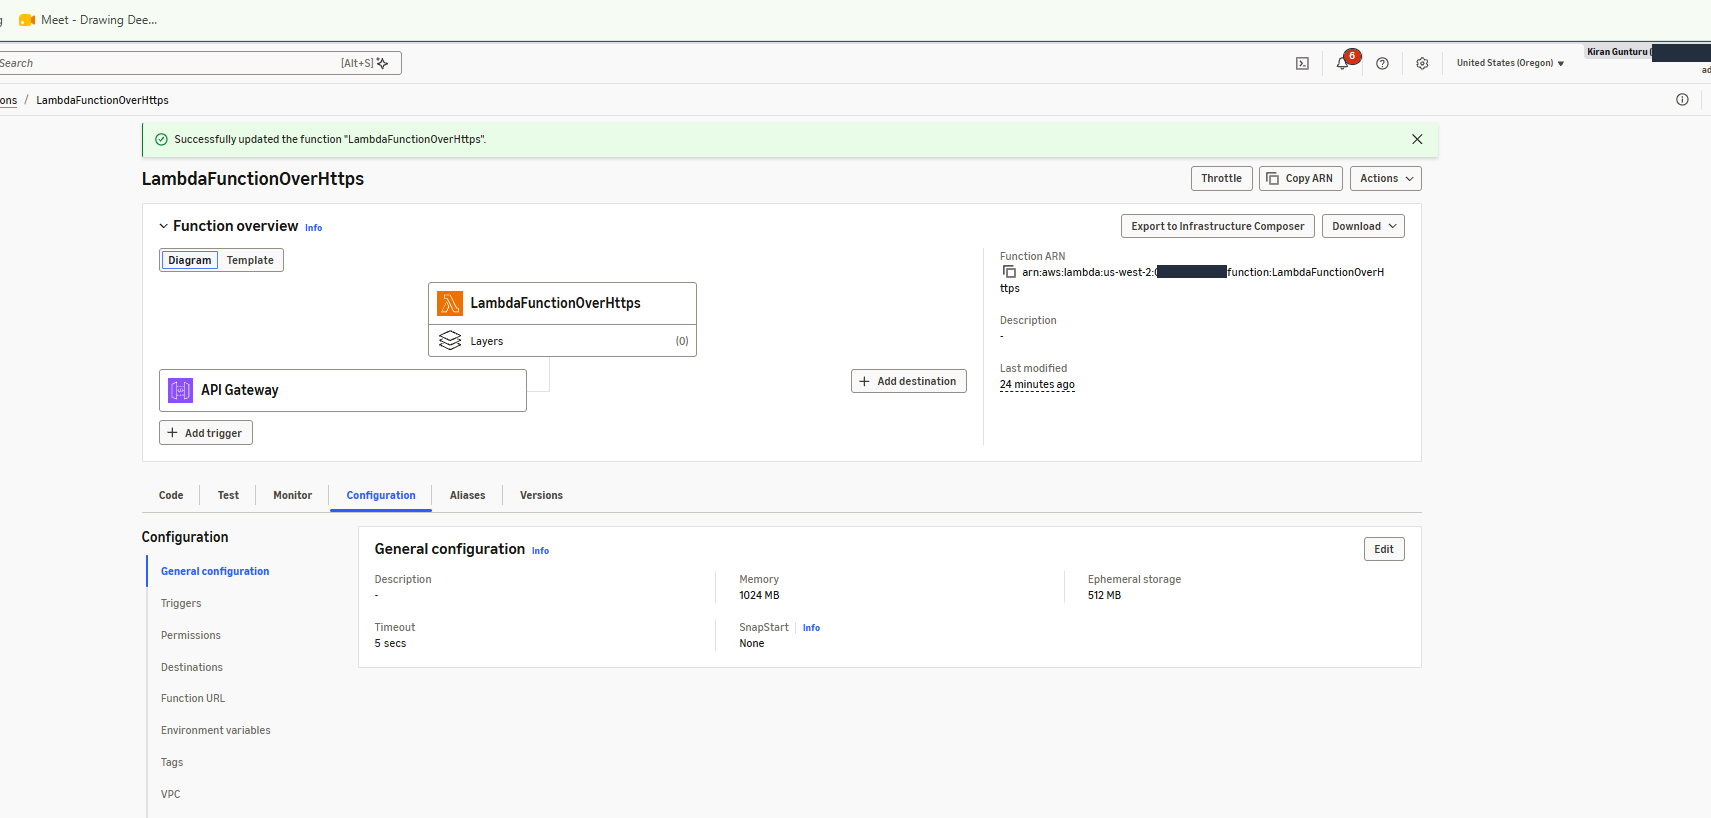 Meet - Drawing Dee...
Search [Alt+S]
6
United States (Oregon)
Kiran Gunturu (
ons / LambdaFunctionOverHttps
Successfully updated the function "LambdaFunctionOverHttps".
LambdaFunctionOverHttps
Throttle
Copy ARN
Actions
Function overview Info
Export to Infrastructure Composer
Download
Diagram
Template
LambdaFunctionOverHttps
Layers (0)
API Gateway
Add trigger
Add destination
Function ARN
arn:aws:lambda:us-west-2: function:LambdaFunctionOverH
ttps
Description
-
Last modified
24 minutes ago
Code
Test
Monitor
Configuration
Aliases
Versions
Configuration
General configuration
Triggers
Permissions
Destinations
Function URL
Environment variables
Tags
VPC
General configuration Info
Edit
Description
-
Memory
1024 MB
Ephemeral storage
512 MB
Timeout
5 secs
SnapStart Info
None